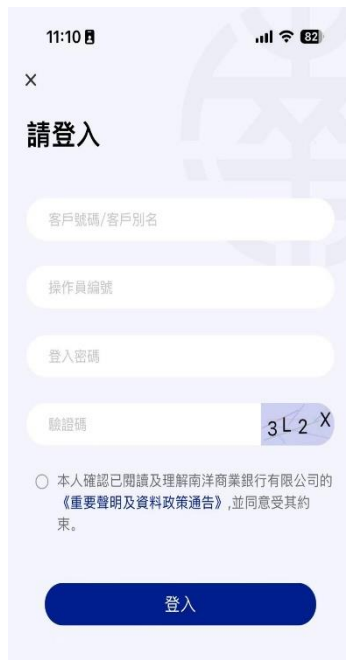 11:10
82
×
請登入
客戶號碼/客戶別名
操作員編號
登入密碼
驗證碼
3L2X
本人確認已閱讀及理解南洋商業銀行有限公司的
《重要聲明及資料政策通告》,並同意受其約
束。
登入